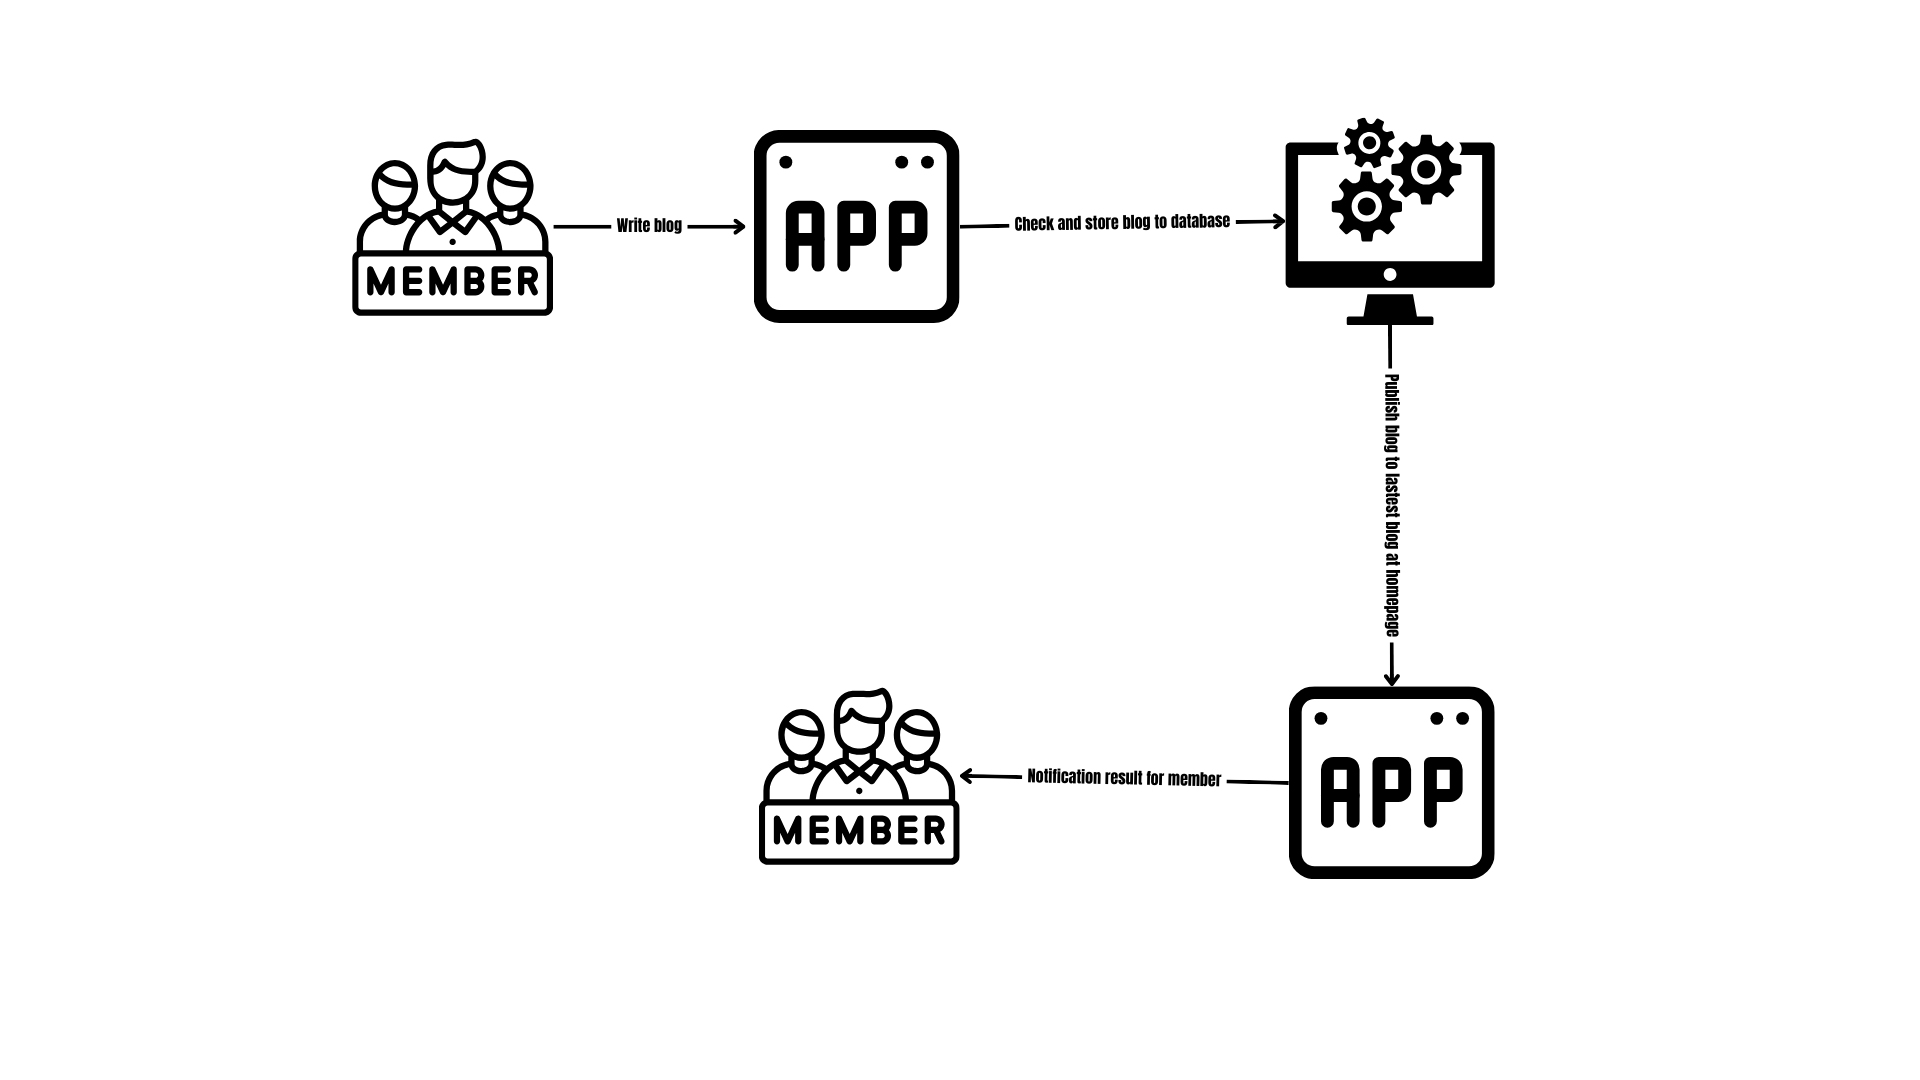 MEMBER
Write blog
APP
Check and store blog to database
Publish blog to lastest blog at homepage
MEMBER
Notification result for member
APP